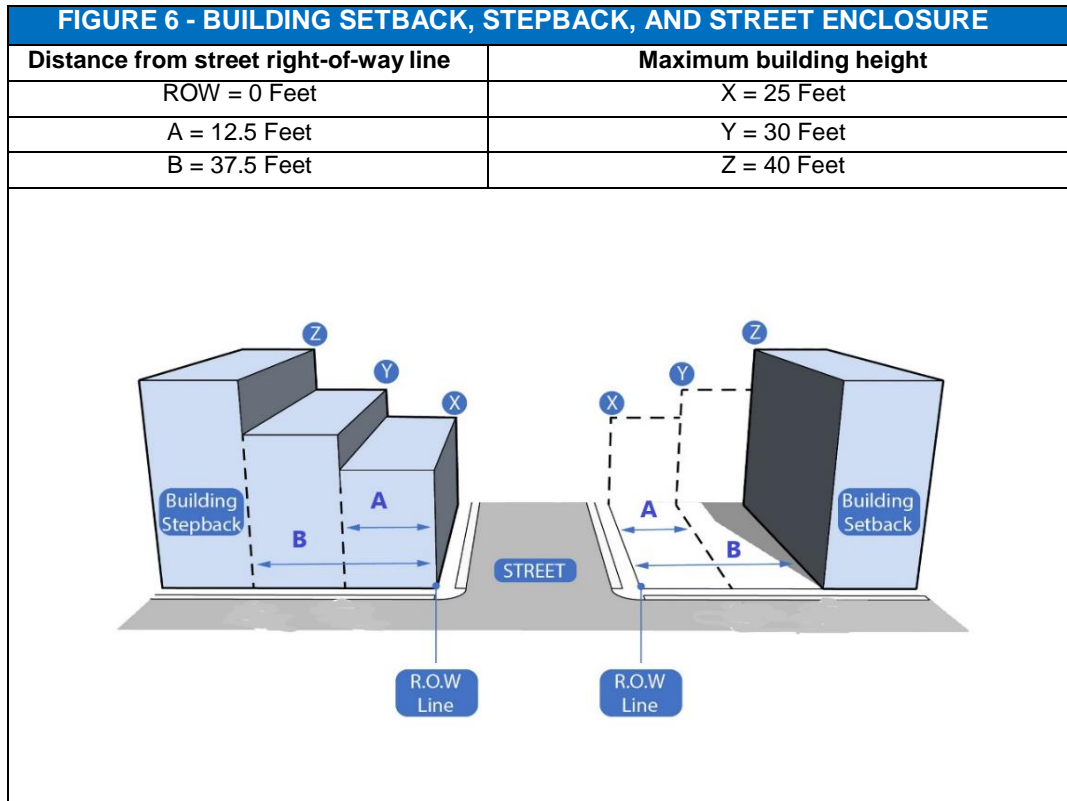 FIGURE 6 - BUILDING SETBACK, STEPBACK, AND STREET ENCLOSURE
Distance from street right-of-way line Maximum building height
ROW = 0 Feet X = 25 Feet
A = 12.5 Feet Y = 30 Feet
B = 37.5 Feet Z = 40 Feet
Z Z
Y Y
X X
Building
Stepback
A
B
STREET
A
B
Building
Setback
R.O.W
Line
R.O.W
Line